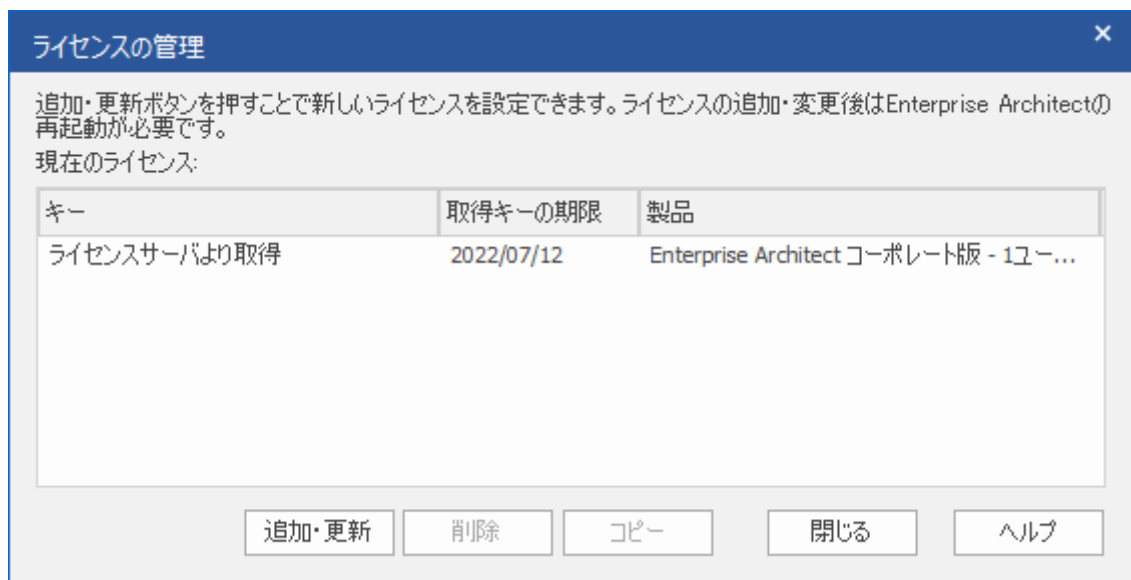 ライセンスの管理
追加・更新ボタンを押すことで新しいライセンスを設定できます。ライセンスの追加・変更後はEnterprise Architectの
再起動が必要です。
現在のライセンス:
キー 取得キーの期限 製品
ライセンスサーバより取得 2022/07/12 Enterprise Architect コーポレート版 - 1ユー...
追加・更新 削除 コピー 閉じる ヘルプ